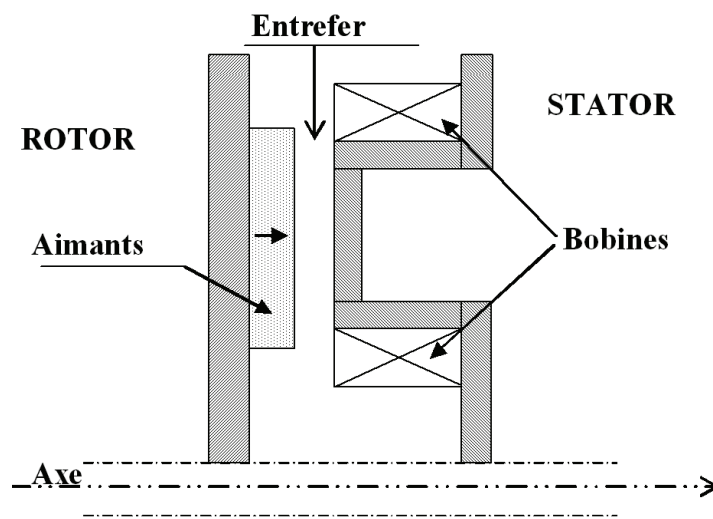 Entrefer
STATOR
ROTOR
Aimants
Bobines
Axe